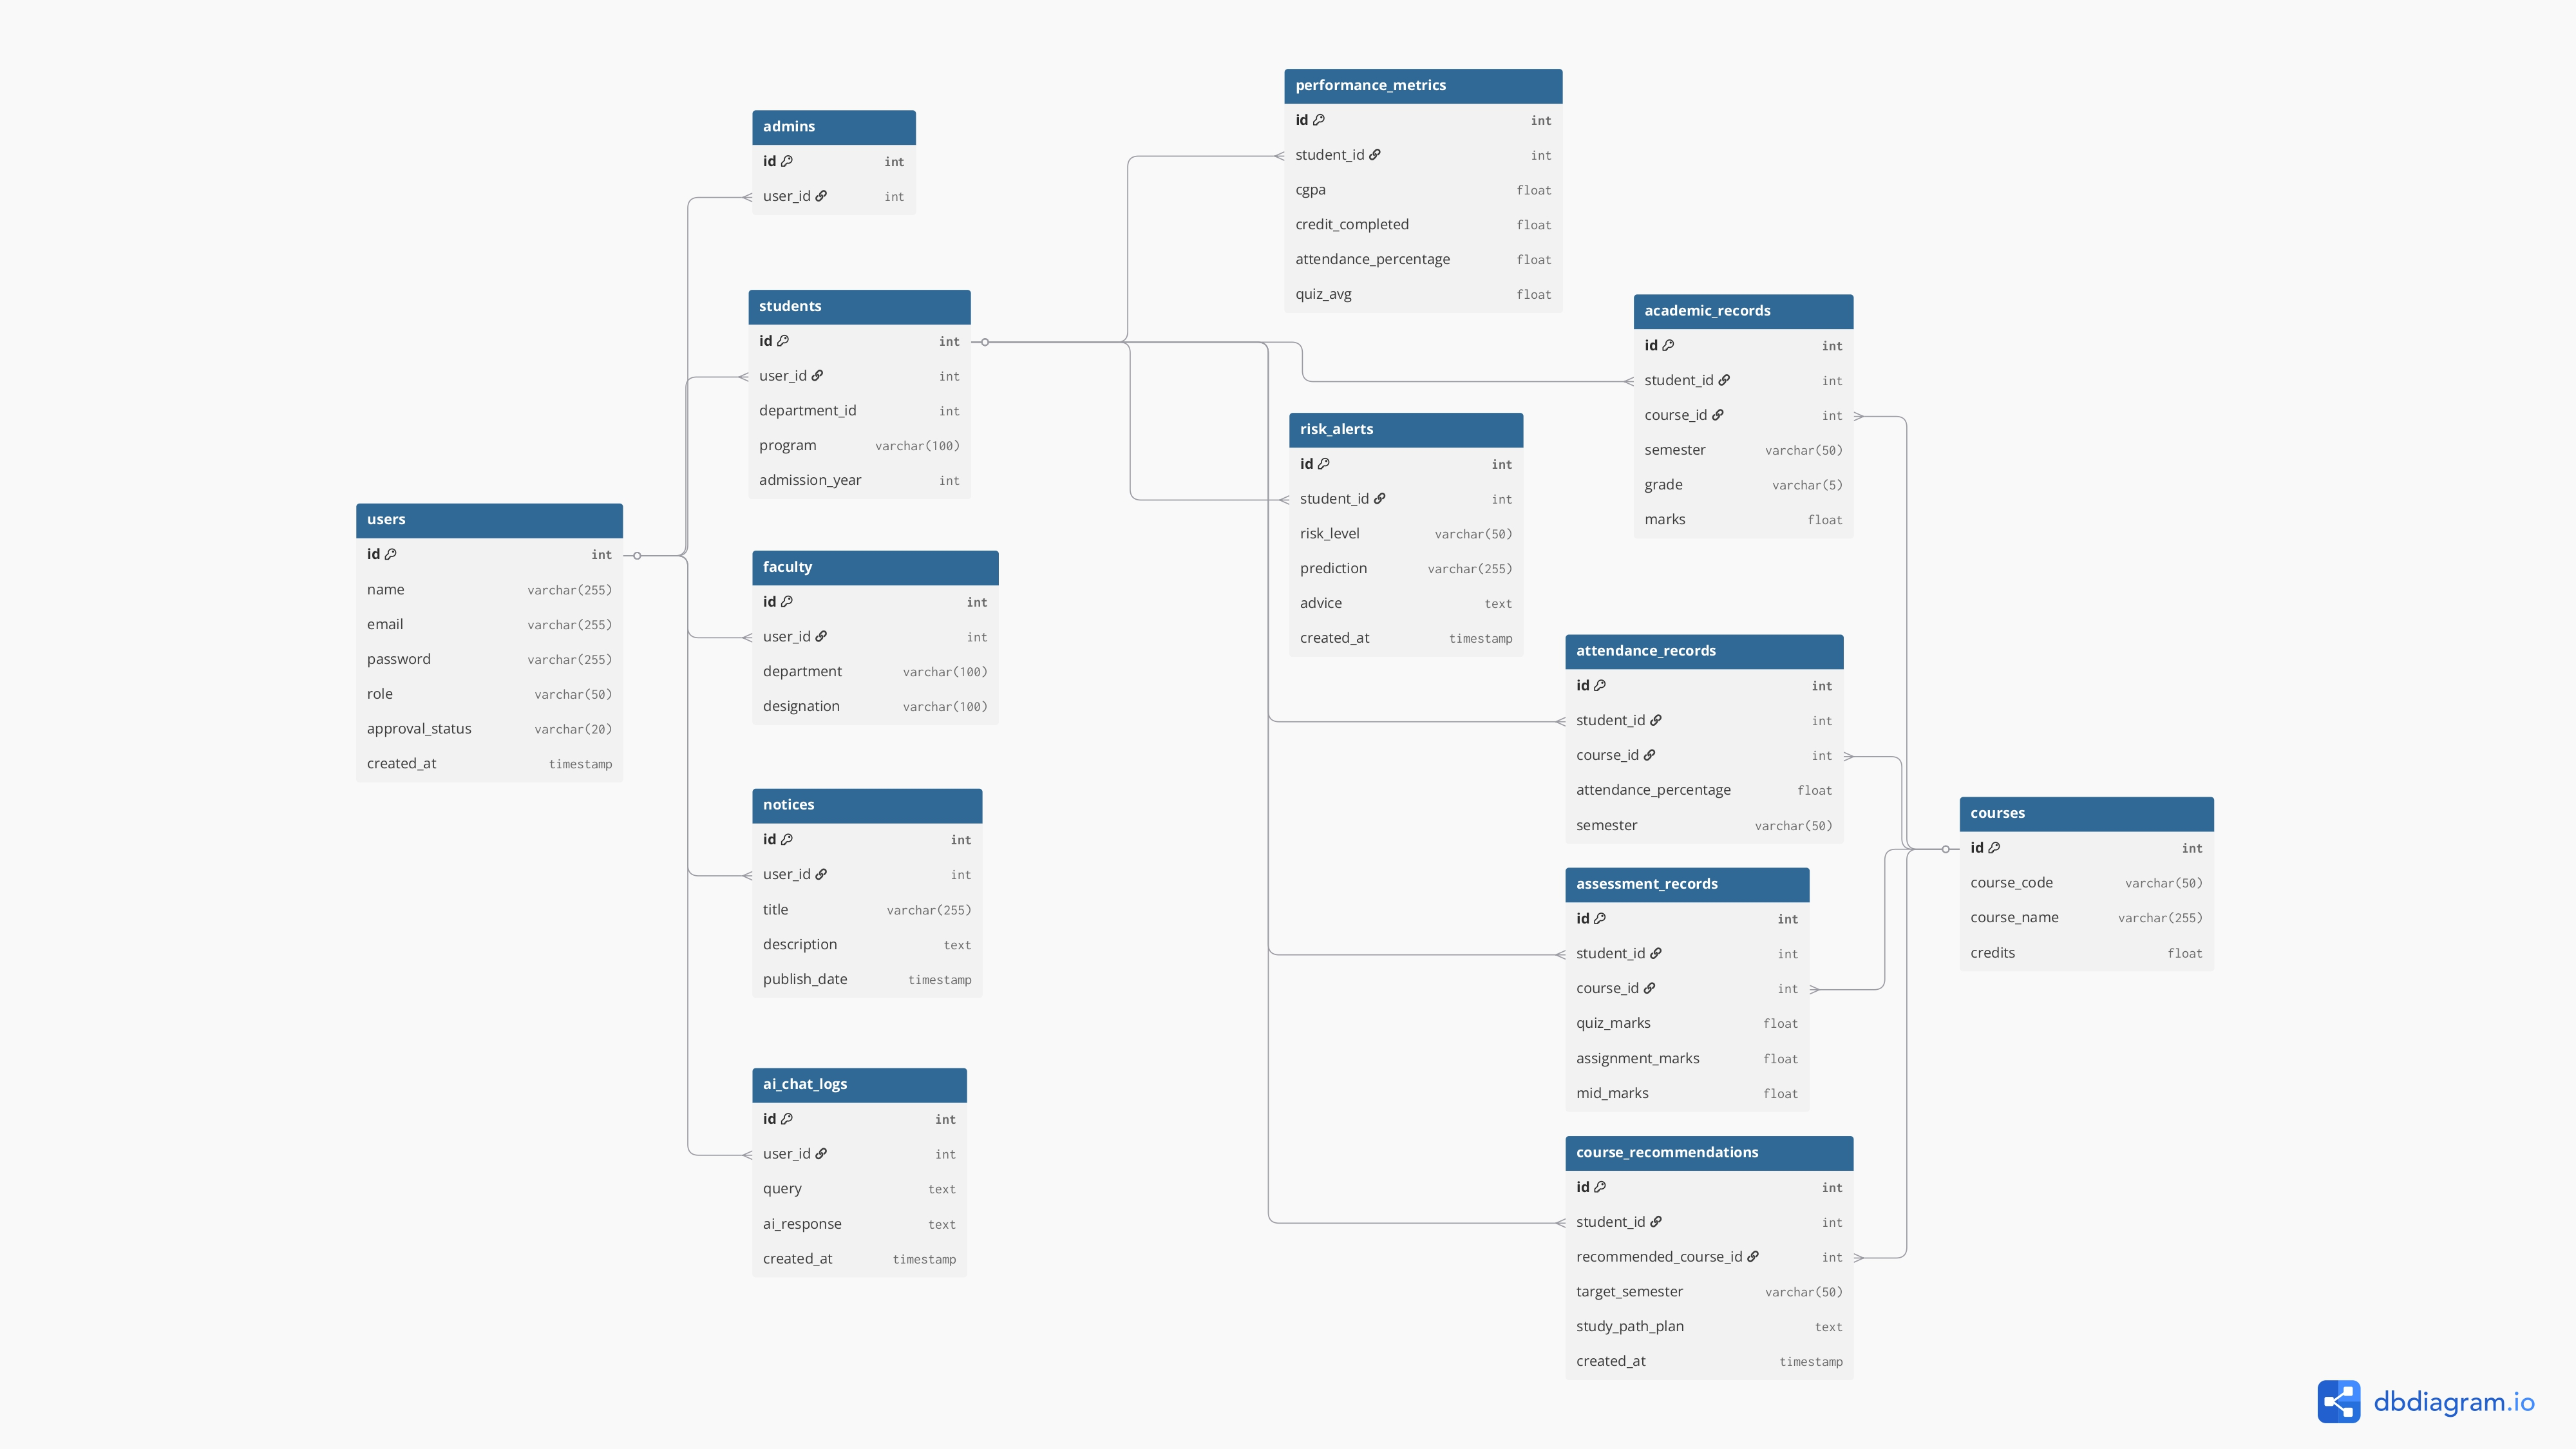 admins
id int
user_id int
students
id int
user_id int
department_id int
program varchar(100)
admission_year int
users
id int
name varchar(255)
email varchar(255)
password varchar(255)
role varchar(50)
approval_status varchar(20)
created_at timestamp
faculty
id int
user_id int
department varchar(100)
designation varchar(100)
notices
id int
user_id int
title varchar(255)
description text
publish_date timestamp
ai_chat_logs
id int
user_id int
query text
ai_response text
created_at timestamp
performance_metrics
id int
student_id int
cgpa float
credit_completed float
attendance_percentage float
quiz_avg float
risk_alerts
id int
student_id int
risk_level varchar(50)
prediction varchar(255)
advice text
created_at timestamp
academic_records
id int
student_id int
course_id int
semester varchar(50)
grade varchar(5)
marks float
attendance_records
id int
student_id int
course_id int
attendance_percentage float
semester varchar(50)
assessment_records
id int
student_id int
course_id int
quiz_marks float
assignment_marks float
mid_marks float
course_recommendations
id int
student_id int
recommended_course_id int
target_semester varchar(50)
study_path_plan text
created_at timestamp
courses
id int
course_code varchar(50)
course_name varchar(255)
credits float
dbdiagram.io